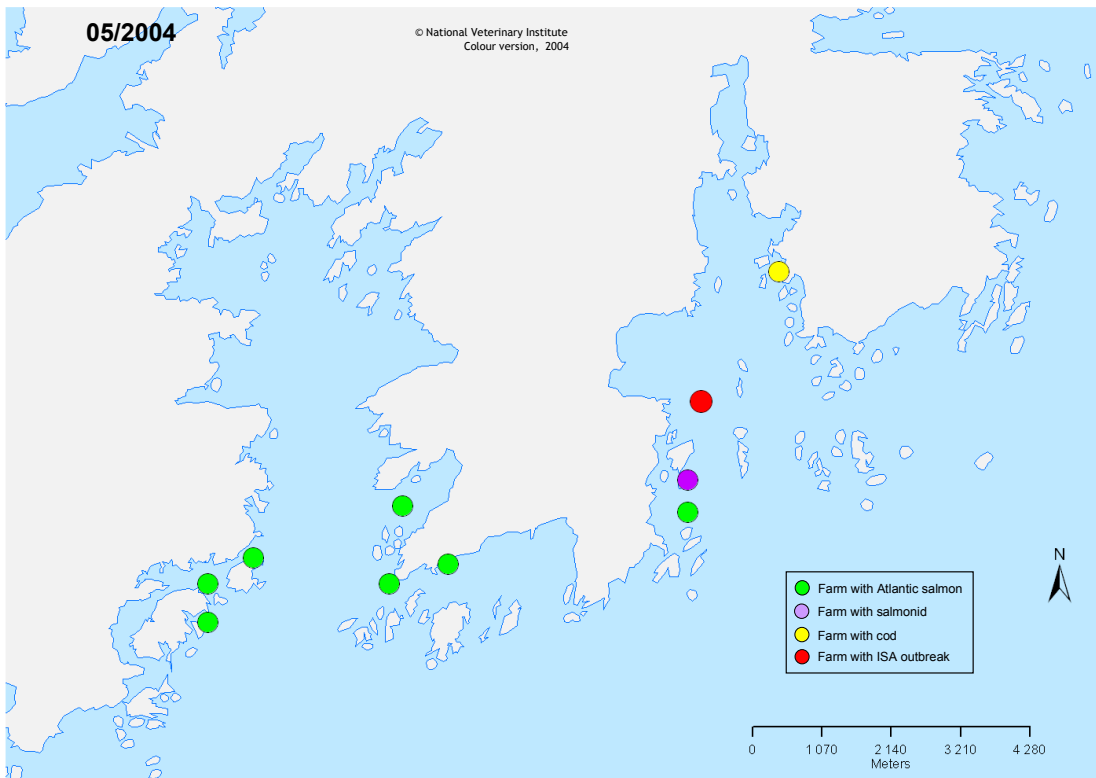 05/2004
© National Veterinary Institute
Colour version, 2004
N
Farm with Atlantic salmon
Farm with salmonid
Farm with cod
Farm with ISA outbreak
0 1 070 2 140 3 210 4 280
Meters